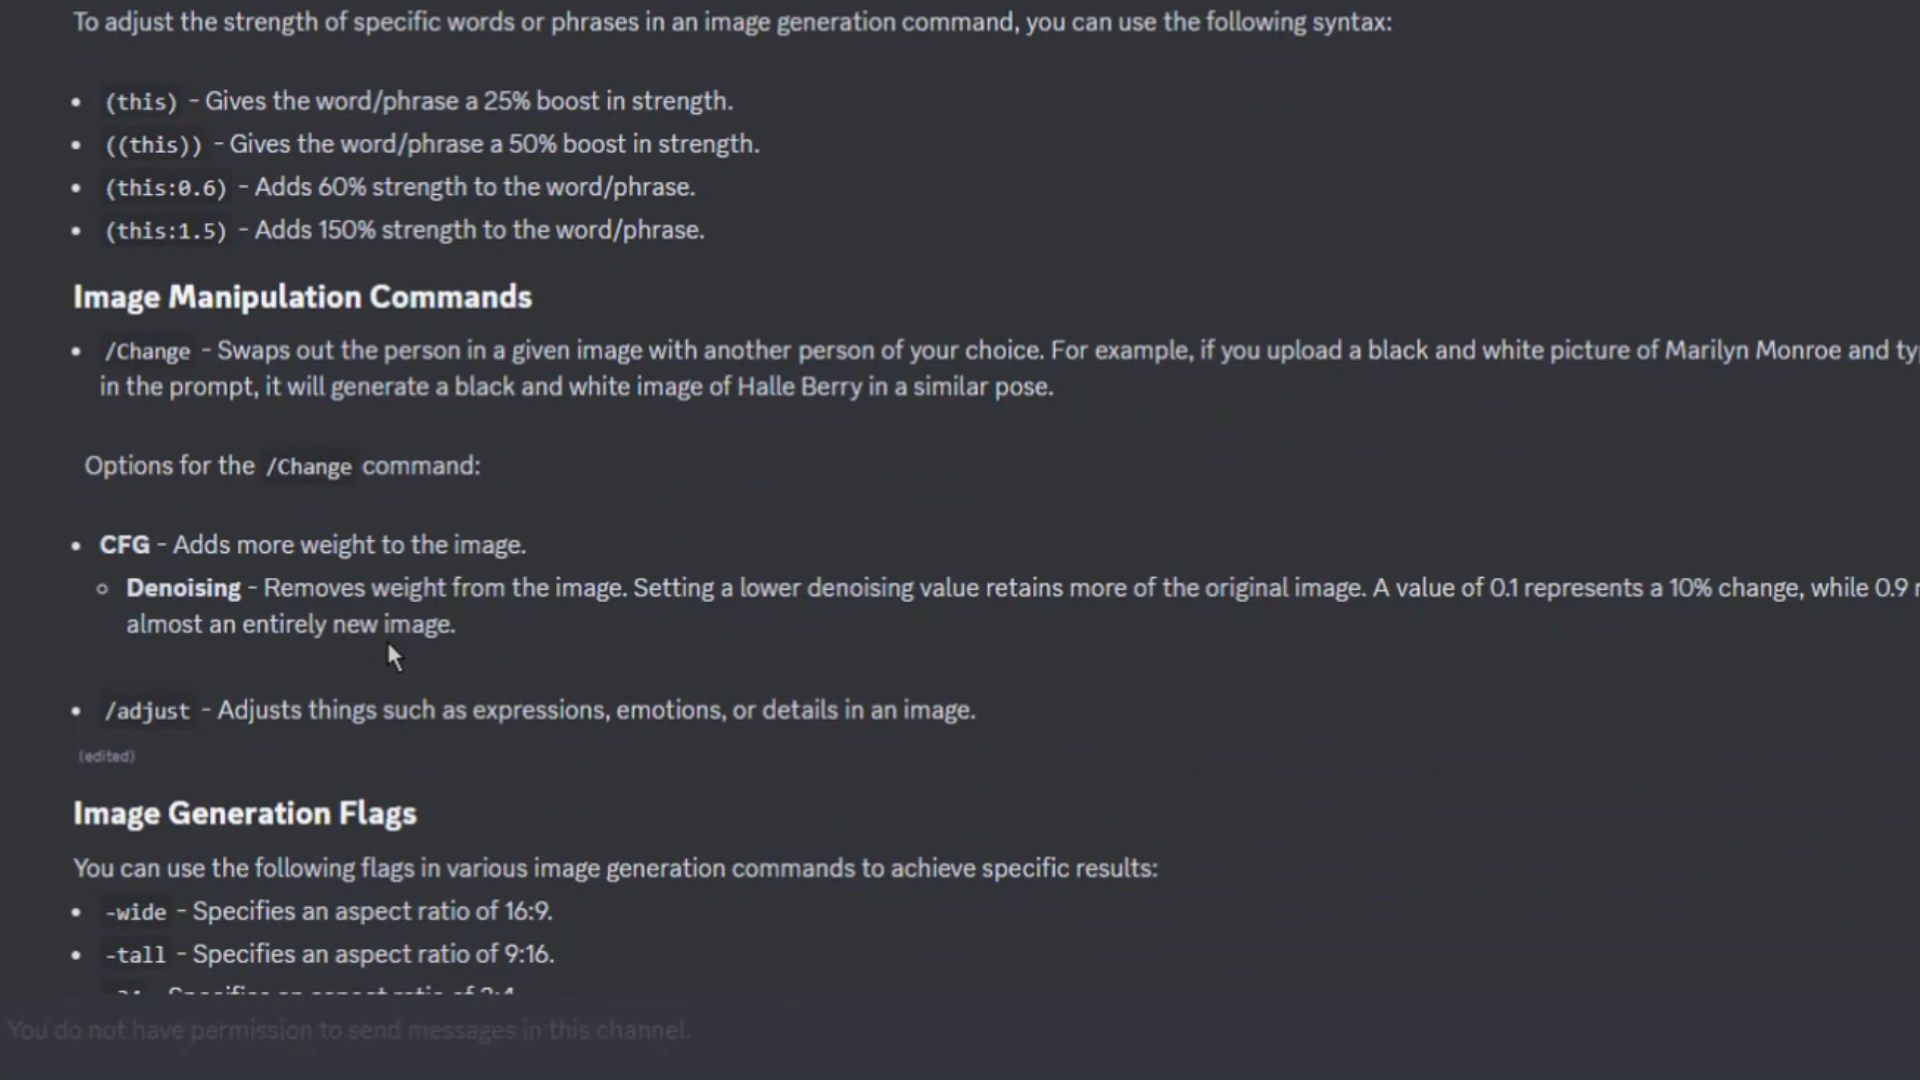 To adjust the strength of specific words or phrases in an image generation command, you can use the following syntax:
• (this) - Gives the word/phrase a 25% boost in strength.
• ((this)) - Gives the word/phrase a 50% boost in strength.
• (this:0.6) - Adds 60% strength to the word/phrase.
• (this:1.5) - Adds 150% strength to the word/phrase.
Image Manipulation Commands
• /Change - Swaps out the person in a given image with another person of your choice. For example, if you upload a black and white picture of Marilyn Monroe and ty
in the prompt, it will generate a black and white image of Halle Berry in a similar pose.
Options for the /Change command:
• CFG - Adds more weight to the image.
◦ Denoising - Removes weight from the image. Setting a lower denoising value retains more of the original image. A value of 0.1 represents a 10% change, while 0.9
almost an entirely new image.
• /adjust - Adjusts things such as expressions, emotions, or details in an image.
(edited)
Image Generation Flags
You can use the following flags in various image generation commands to achieve specific results:
• -wide - Specifies an aspect ratio of 16:9.
• -tall - Specifies an aspect ratio of 9:16.
Specifies an aspect ratio of
You do not have permission to send messages in this channel.